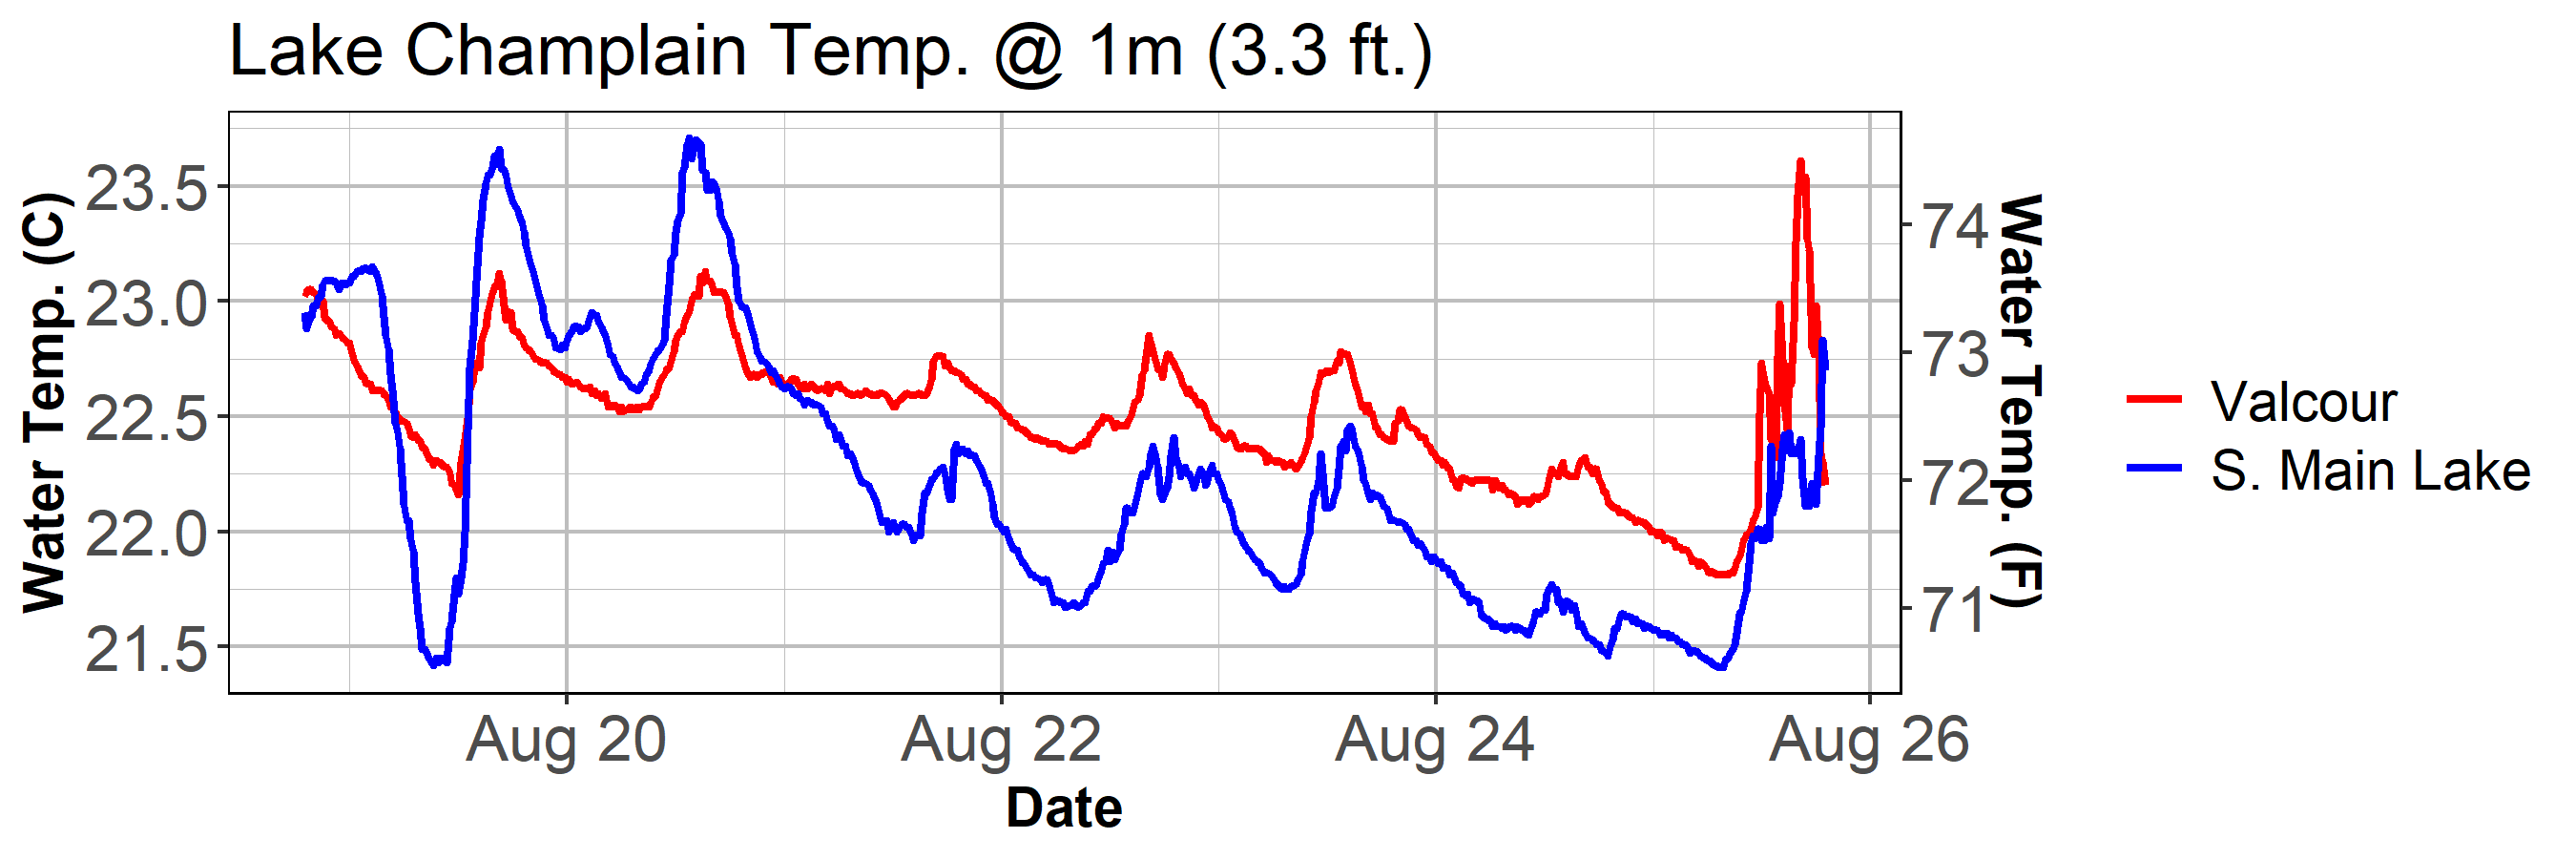 Lake Champlain Temp. @ 1m (3.3 ft.)
Water Temp. (C)
23.5
23.0
22.5
22.0
21.5
74
73
72
71
Water Temp. (F)
Valcour
S. Main Lake
Aug 20
Aug 22
Aug 24
Aug 26
Date